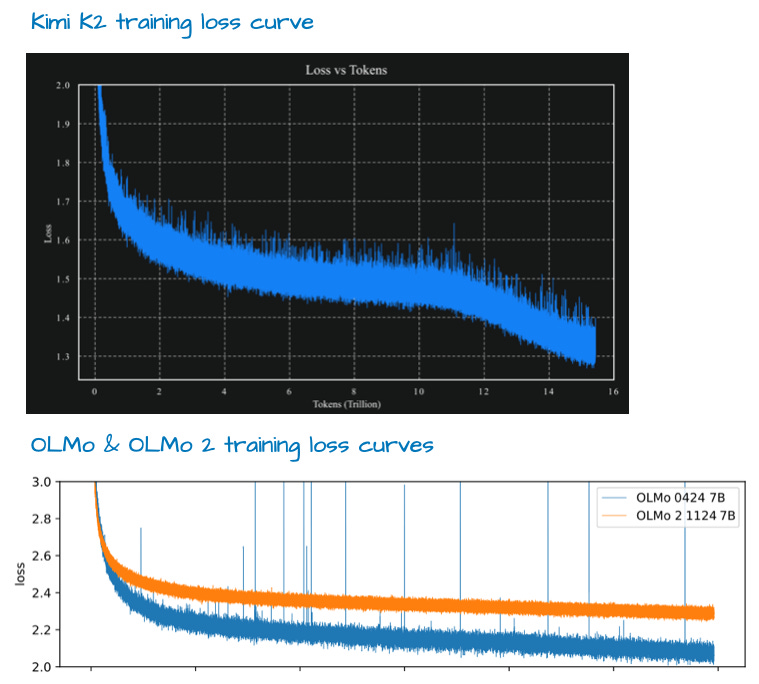 Kimi K2 training loss curve
Loss vs Tokens
2.0
1.9
1.8
1.7
1.6
1.5
1.4
1.3
Loss
0 2 4 6 8 10 12 14 16
Tokens (Trillion)
OLMo & OLMo 2 training loss curves
3.0
2.8
2.6
2.4
2.2
2.0
loss
OLMo 0424 7B
OLMo 2 1124 7B